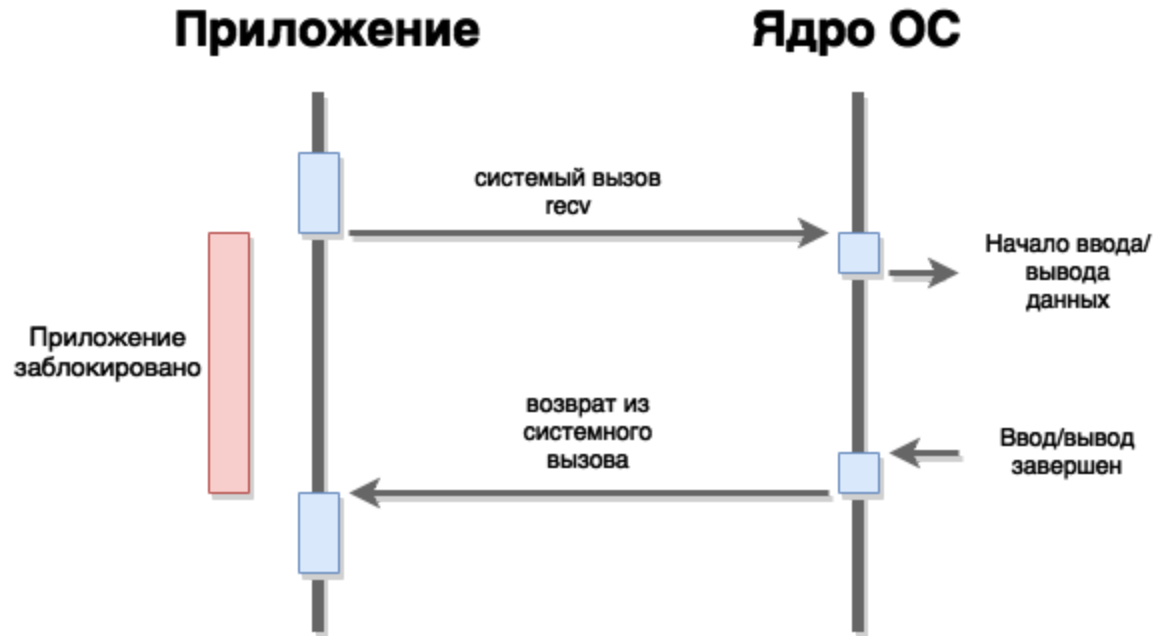 Приложение
Ядро ОС
системый вызов
recv
Начало ввода/
вывода
данных
Приложение
заблокировано
возврат из
системного
вызова
Ввод/вывод
завершен